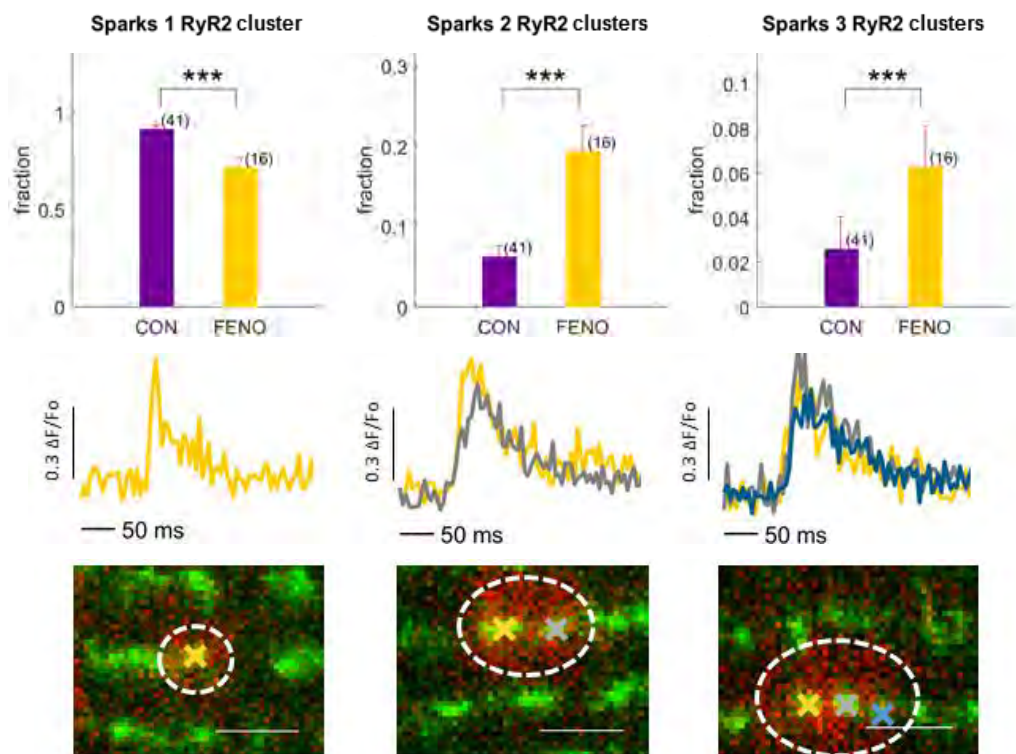 Sparks 1 RyR2 cluster
Sparks 2 RyR2 clusters
Sparks 3 RyR2 clusters
fraction
1
0.5
0
***
(41)
(16)
CON
FENO
fraction
0.3
0.2
0.1
0
***
(41)
(16)
CON
FENO
fraction
0.1
0.08
0.06
0.04
0.02
0
***
(41)
(16)
CON
FENO
0.3 ΔF/Fo
50 ms
0.3 ΔF/Fo
50 ms
0.3 ΔF/Fo
50 ms